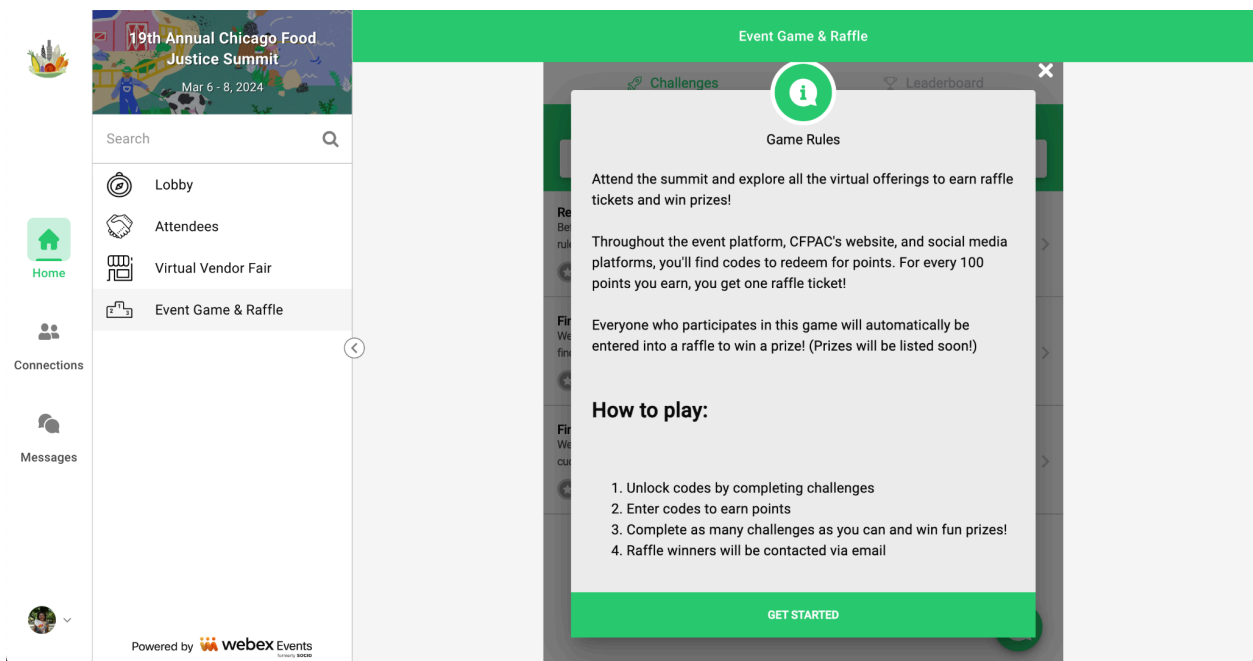 19th Annual Chicago Food
Justice Summit
Mar 6 - 8, 2024
Search
Lobby
Attendees
Virtual Vendor Fair
Event Game & Raffle
Home
Connections
Messages
Powered by webex Events
formerly socio
Event Game & Raffle
Challenges
Leaderboard
Game Rules
Attend the summit and explore all the virtual offerings to earn raffle
tickets and win prizes!
Throughout the event platform, CFPAC's website, and social media
platforms, you'll find codes to redeem for points. For every 100
points you earn, you get one raffle ticket!
Everyone who participates in this game will automatically be
entered into a raffle to win a prize! (Prizes will be listed soon!)
How to play:
1. Unlock codes by completing challenges
2. Enter codes to earn points
3. Complete as many challenges as you can and win fun prizes!
4. Raffle winners will be contacted via email
GET STARTED